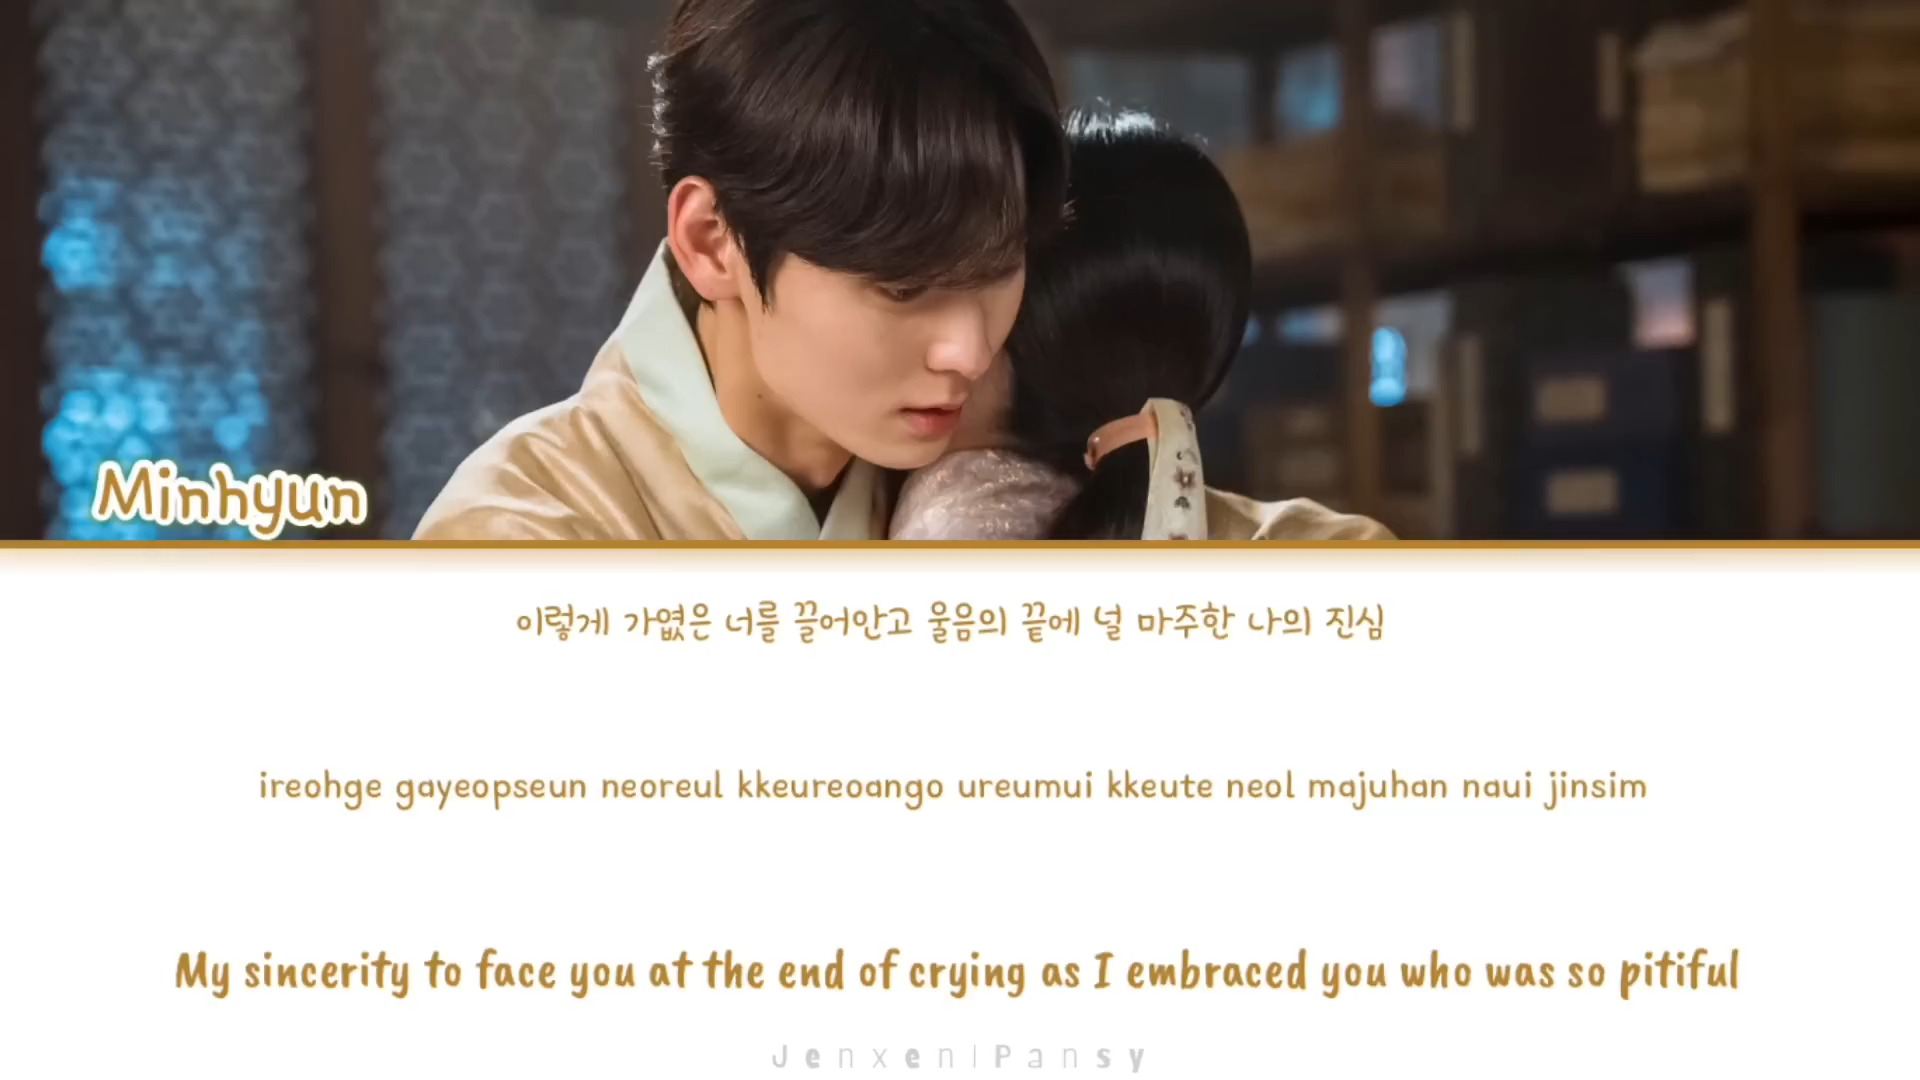 Minhyun
이렇게 가엾은 너를 끌어안고 울음의 끝에 널 마주한 나의 진심
ireohge gayeopseun neoreul kkeureoango ureumui kkeute neol majuhan naui jinsim
My sincerity to face you at the end of crying as I embraced you who was so pitiful
Jenxen|Pansy